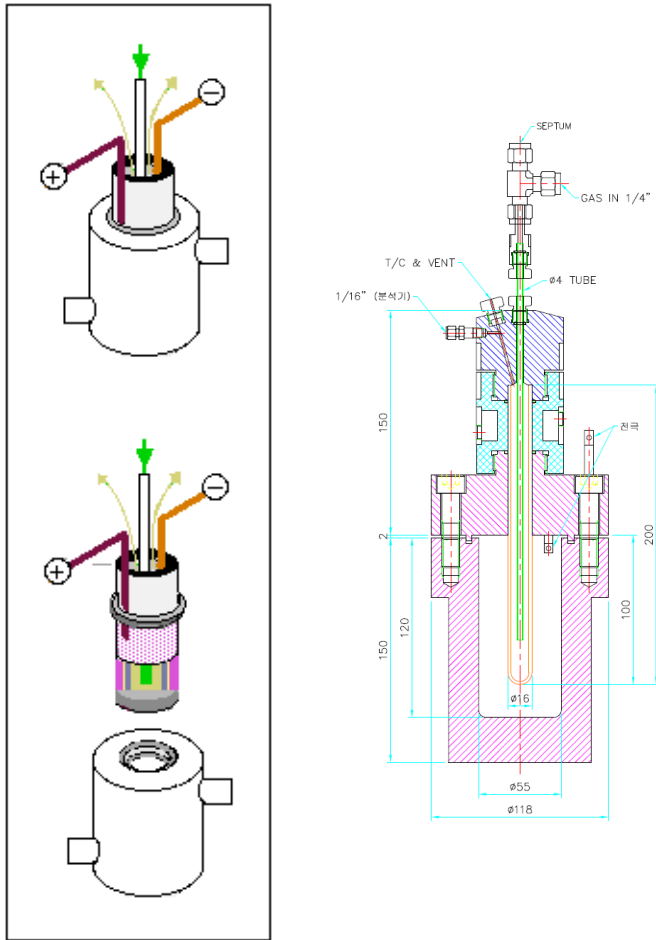 SEPTUM
GAS IN 1/4"
T/C & VENT
1/16" (분석기)
ø4 TUBE
전극
150
2
150
120
200
100
ø16
ø55
ø118